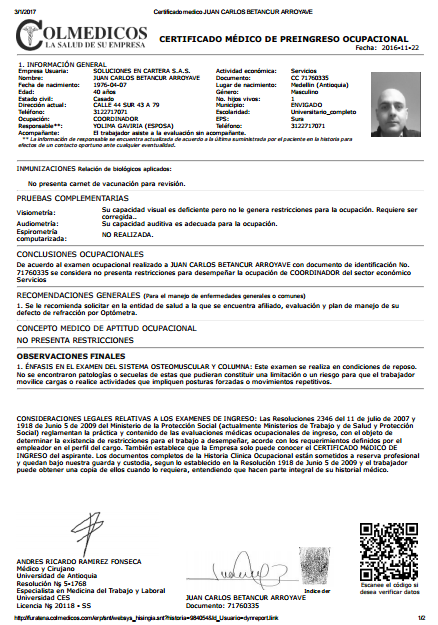 3/1/2017 Certificado medico JUAN CARLOS BETANCUR ARROYAVE
COLMEDICOS
LA SALUD DE SU EMPRESA
CERTIFICADO MÉDICO DE PREINGRESO OCUPACIONAL
Fecha: 2016-11-22
1. INFORMACIÓN GENERAL
Empresa Usuaria: SOLUCIONES EN CARTERA S.A.S. Actividad económica: Servicios
Nombre: JUAN CARLOS BETANCUR ARROYAVE Documento: CC 71760335
Fecha de nacimiento: 1976-04-07 Lugar de nacimiento: Medellín (Antioquia)
Edad: 40 años Género: Masculino
Estado civil: Casado No. hijos vivos: 1
Dirección actual: CALLE 44 SUR 43 A 79 Municipio: ENVIGADO
Teléfono: 3122717071 Escolaridad: Universitario_completo
Ocupación: COORDINADOR EPS: Sura
Responsable**: YOLIMA GAVIRIA (ESPOSA) Teléfono: 3122717071
Acompañante: El trabajador asiste a la evaluación sin acompañante.
** La información de responsable se encuentra actualizada de acuerdo a la última suministrada por el paciente en la historia para
efectos de un contacto oportuno ante cualquier eventualidad.
INMUNIZACIONES Relación de biológicos aplicados:
No presenta carnet de vacunación para revisión.
PRUEBAS COMPLEMENTARIAS
Visiometría: Su capacidad visual es deficiente pero no le genera restricciones para la ocupación. Requiere ser
corregida..
Audiometría: Su capacidad auditiva es adecuada para la ocupación.
Espirometría
computarizada: NO REALIZADA.
CONCLUSIONES OCUPACIONALES
De acuerdo al examen ocupacional realizado a JUAN CARLOS BETANCUR ARROYAVE con documento de identificación No.
71760335 se considera no presenta restricciones para desempeñar la ocupación de COORDINADOR del sector económico
Servicios
RECOMENDACIONES GENERALES (Para el manejo de enfermedades generales o comunes)
1. Se le recomienda solicitar en la entidad de salud a la que se encuentra afiliado, evaluación y plan de manejo de su
defecto de refracción por Optómetra.
CONCEPTO MEDICO DE APTITUD OCUPACIONAL
NO PRESENTA RESTRICCIONES
OBSERVACIONES FINALES
1. ÉNFASIS EN EL EXAMEN DEL SISTEMA OSTEOMUSCULAR Y COLUMNA: Este examen se realiza en condiciones de reposo.
No se encontraron patologías o secuelas de estas que pudieran constituir una limitación o un riesgo para que el trabajador
movilice cargas o realice actividades que impliquen posturas forzadas o movimientos repetitivos.
CONSIDERACIONES LEGALES RELATIVAS A LOS EXAMENES DE INGRESO: Las Resoluciones 2346 del 11 de julio de 2007 y
1918 de Junio 5 de 2009 del Ministerio de la Protección Social (actualmente Ministerios de Trabajo y de Salud y Protección
Social) reglamentan la práctica y contenido de las evaluaciones médicas ocupacionales de ingreso, con el objeto de
determinar la existencia de restricciones para el trabajo a desempeñar, acorde con los requerimientos definidos por el
empleador en el perfil del cargo. También establece que la Empresa solo puede conocer el CERTIFICADO MÉDICO DE
INGRESO del aspirante. Los documentos completos de la Historia Clínica Ocupacional están sometidos a reserva profesional
y quedan bajo nuestra guarda y custodia, según lo establecido en la Resolución 1918 de Junio 5 de 2009 y el trabajador
puede obtener una copia de ellos cuando lo requiera, entendiendo que hacen parte integral de su historial médico.
ANDRES RICARDO RAMIREZ FONSECA
Médico y Cirujano
Universidad de Antioquia
Resolución Nº 5-1768
Especialista en Medicina del Trabajo y Laboral
Universidad CES
Licencia Nº 20118 - SS
Indice der
JUAN CARLOS BETANCUR ARROYAVE
Documento: 71760335
Escanee el código si
desea verificar datos
http://furatena.colmedicos.com/erp/snt/websys_hisingia.snt?historia=984054&Id_Usuario=dynreport.link 1/2